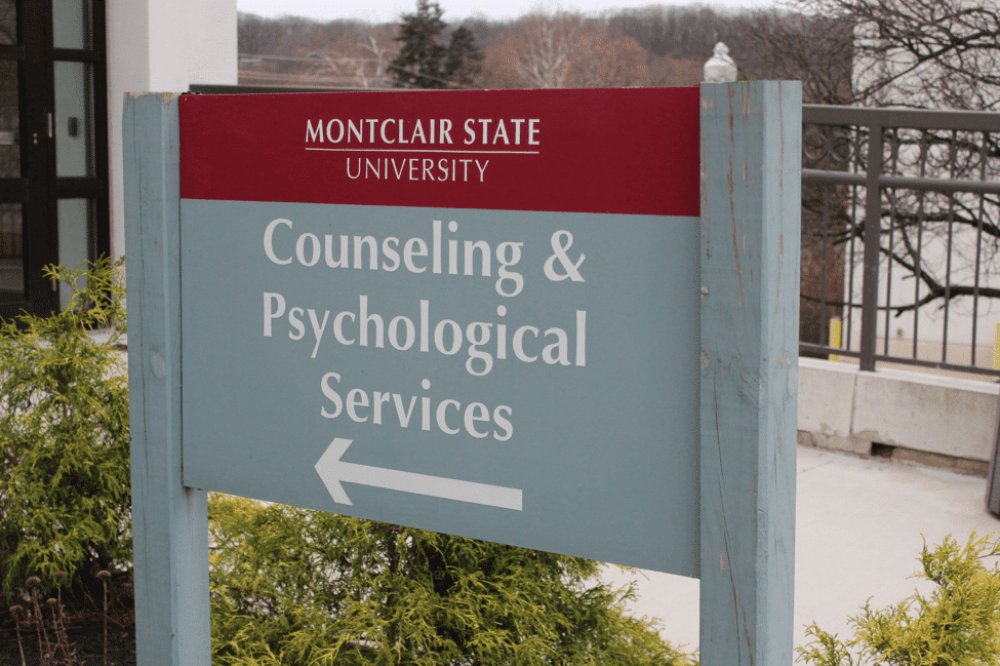 MONTCLAIR STATE
UNIVERSITY
Counseling &
Psychological
Services